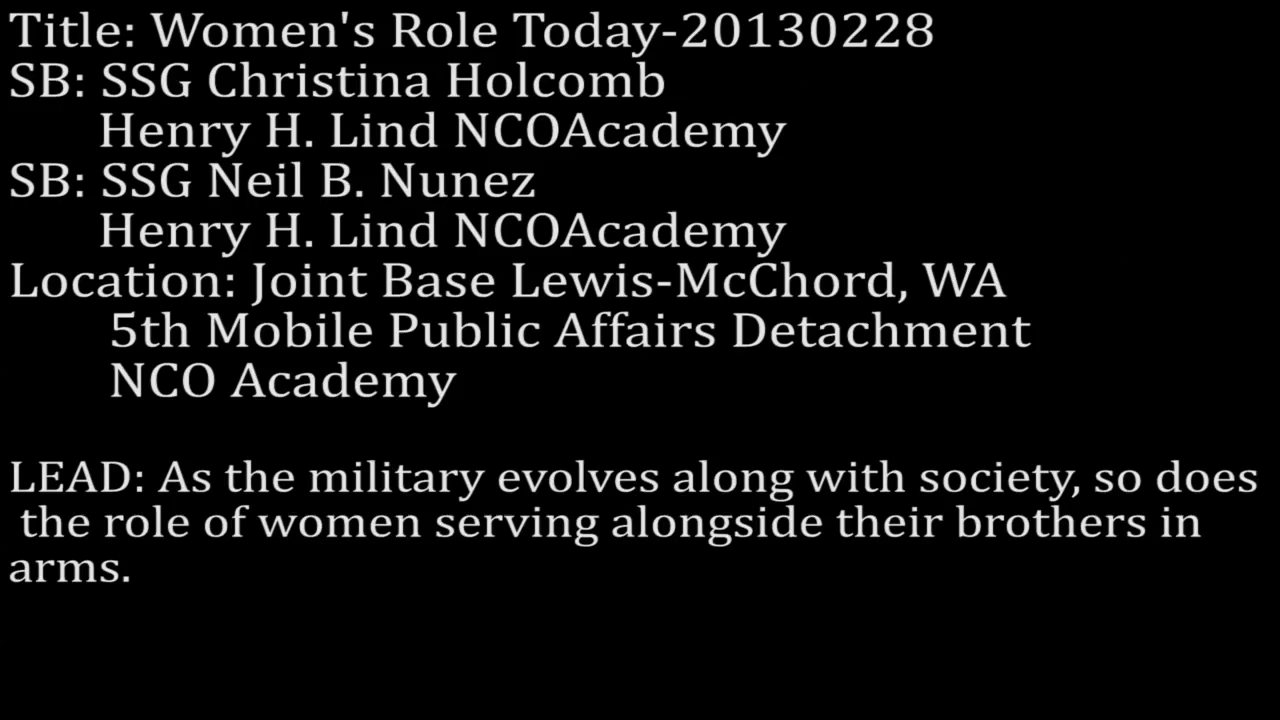 Title: Women's Role Today-20130228
SB: SSG Christina Holcomb
Henry H. Lind NCOAcademy
SB: SSG Neil B. Nunez
Henry H. Lind NCOAcademy
Location: Joint Base Lewis-McChord, WA
5th Mobile Public Affairs Detachment
NCO Academy
LEAD: As the military evolves along with society, so does
the role of women serving alongside their brothers in
arms.